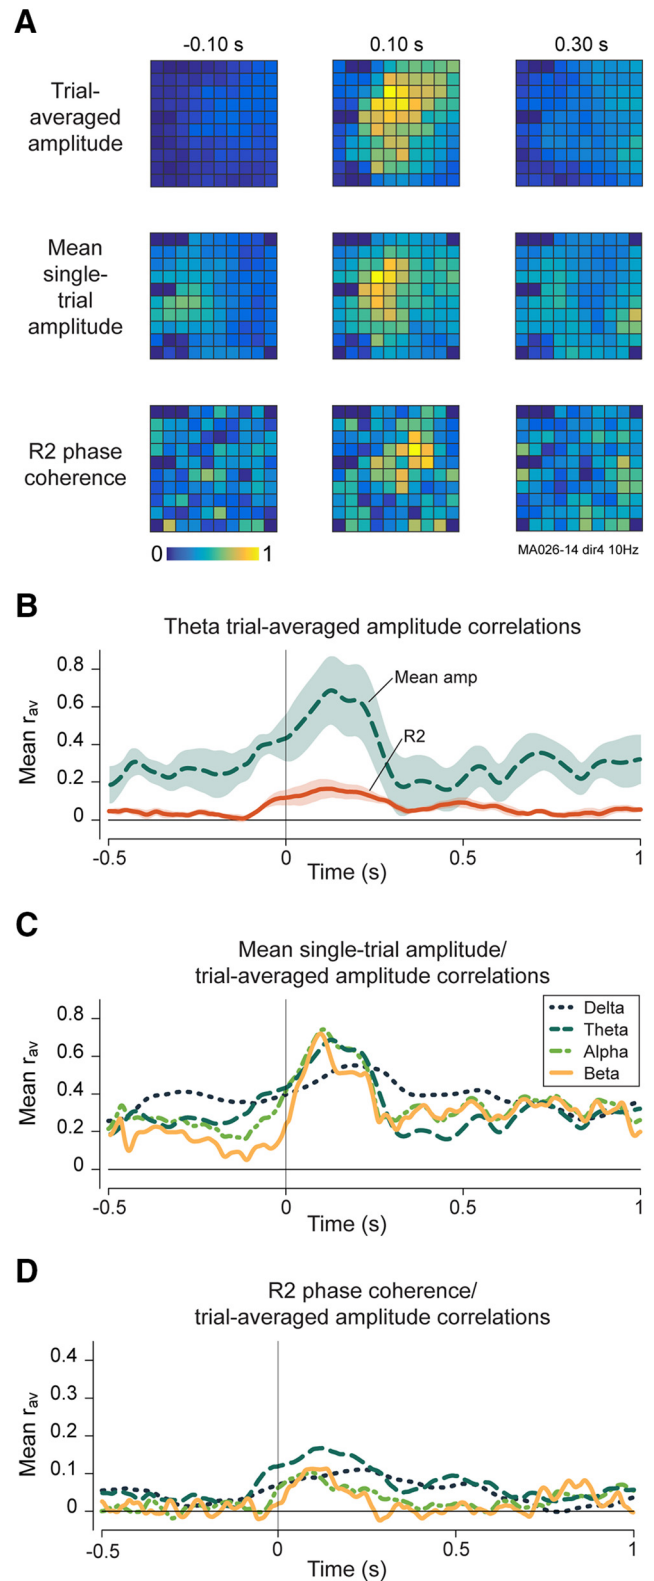 A
-0.10 s 0.10 s 0.30 s
Trial-
averaged
amplitude
Mean
single-
trial
amplitude
R2 phase
coherence
0 1
MA026-14 dir4 10Hz
B
Theta trial-averaged amplitude correlations
Mean rav
0.8
0.6
0.4
0.2
0
Mean amp
R2
-0.5 0 0.5 1
Time (s)
C
Mean single-trial amplitude/
trial-averaged amplitude correlations
Mean rav
0.8
0.6
0.4
0.2
0
Delta
Theta
Alpha
Beta
-0.5 0 0.5 1
Time (s)
D
R2 phase coherence/
trial-averaged amplitude correlations
Mean rav
0.4
0.3
0.2
0.1
0
-0.5 0 0.5 1
Time (s)